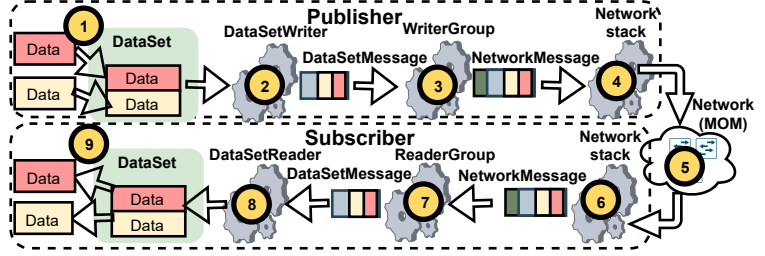 Publisher
Network
stack
1
Data
DataSet
DataSetWriter
WriterGroup
DataSetMessage
NetworkMessage
Data
Data
Data
2
3
4
Network
(MOM)
5
Subscriber
9
DataSet
DataSetReader
ReaderGroup
Network
stack
DataSetMessage
NetworkMessage
Data
Data
Data
Data
8
7
6